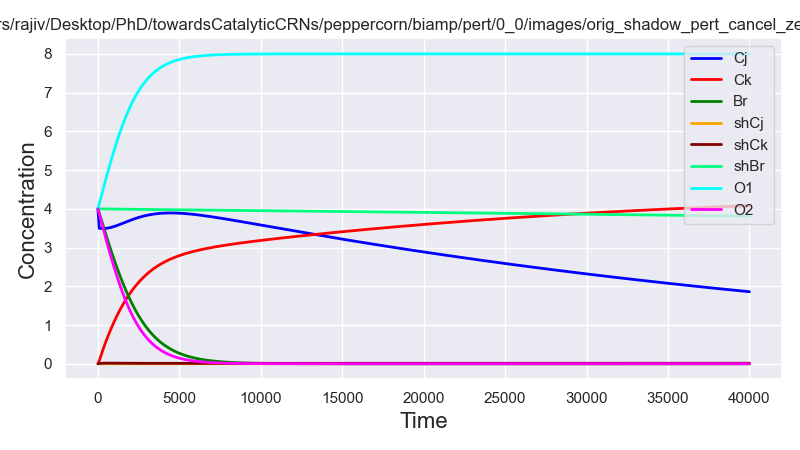 rs/rajiv/Desktop/PhD/towardsCatalyticCRNs/peppercorn/biamp/pert/0_0/images/orig_shadow_pert_cancel_ze
Concentration
8
7
6
5
4
3
2
1
0
0 5000 10000 15000 20000 25000 30000 35000 40000
Time
Cj
Ck
Br
shCj
shCk
shBr
O1
O2